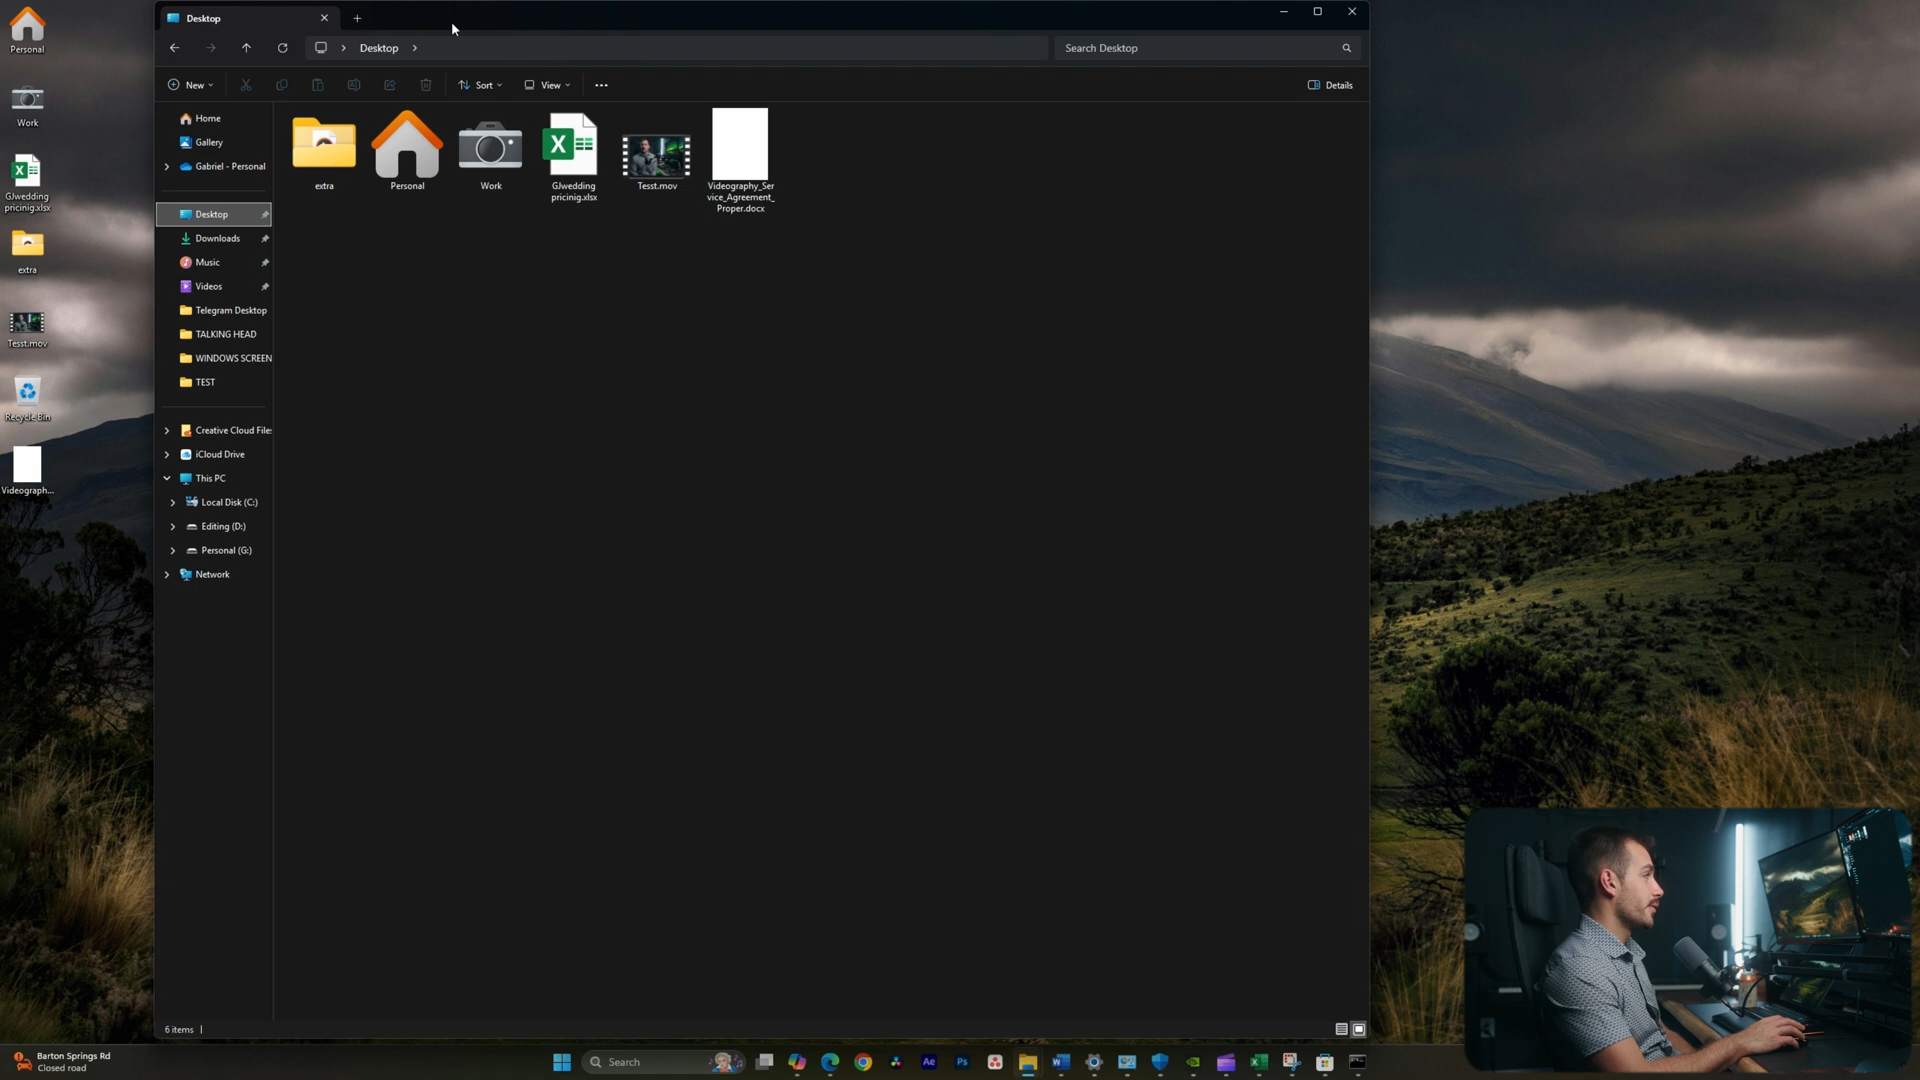 Personal
Work
GJwedding
pricinig.xlsx
extra
Tesst.mov
Recycle Bin
Videograph...
Desktop
Desktop
Search Desktop
New
Sort
View
Details
Home
Gallery
Gabriel - Personal
Desktop
Downloads
Music
Videos
Telegram Desktop
TALKING HEAD
WINDOWS SCREEN
TEST
Creative Cloud File
iCloud Drive
This PC
Local Disk (C:)
Editing (D:)
Personal (G:)
Network
extra
Personal
Work
GJwedding
pricinig.xlsx
Tesst.mov
Videography_Ser
vice_Agreement_
Proper.docx
6 items
Barton Springs Rd
Closed road
Search
Ae
Ps